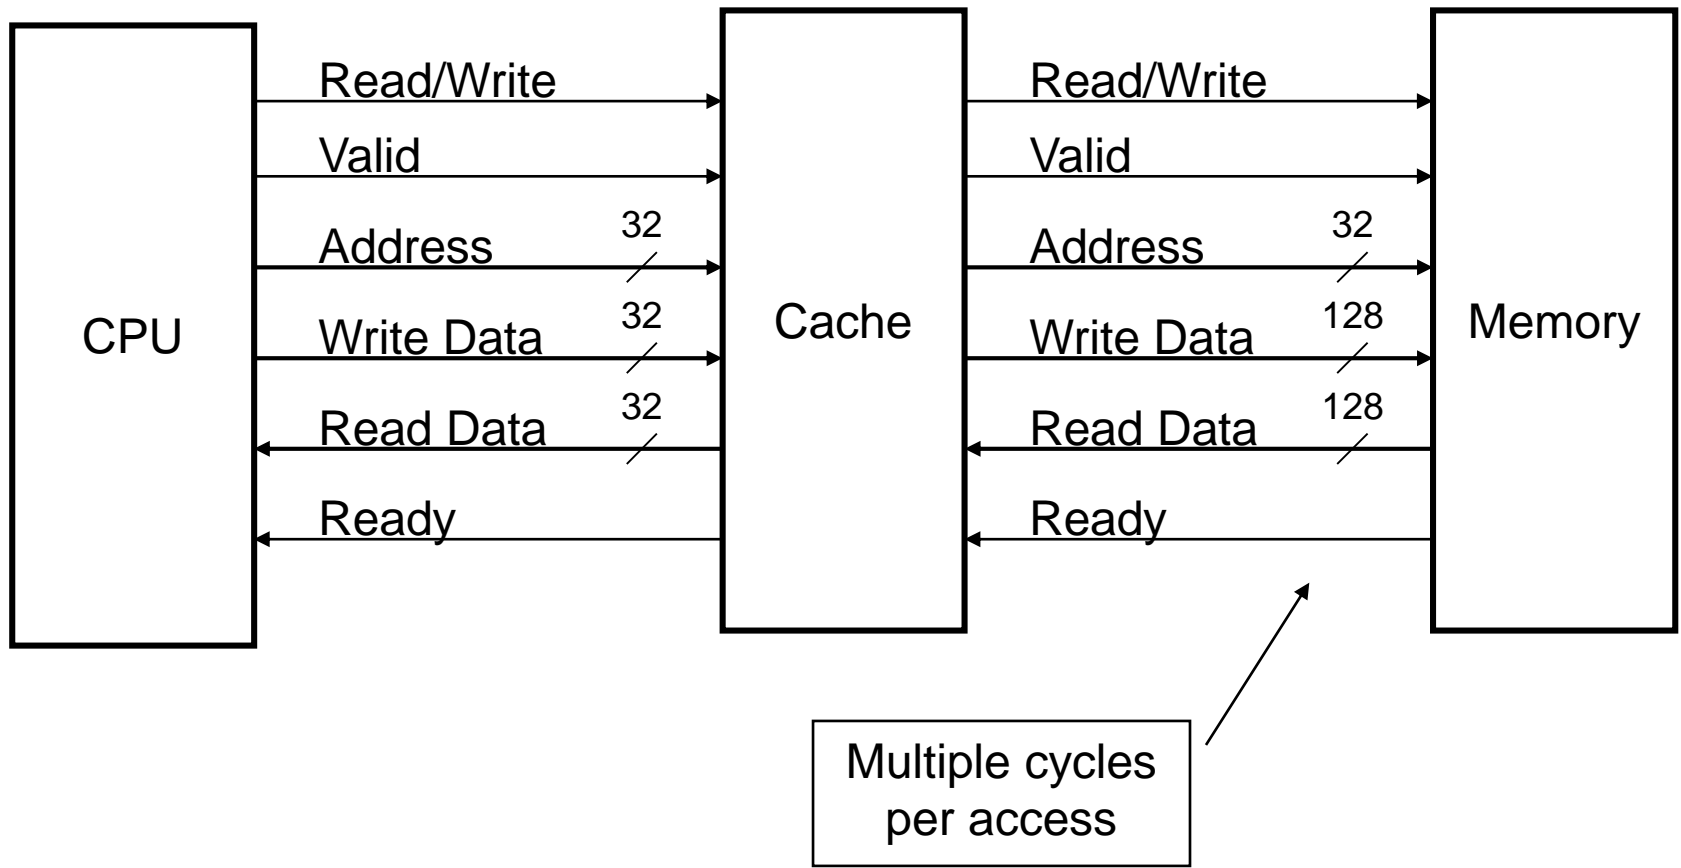 Read/Write
Read/Write
Valid
Valid
32
32
Address
Address
CPU
32
Cache
128
Memory
Write Data
Write Data
32
128
Read Data
Read Data
Ready
Ready
Multiple cycles
per access